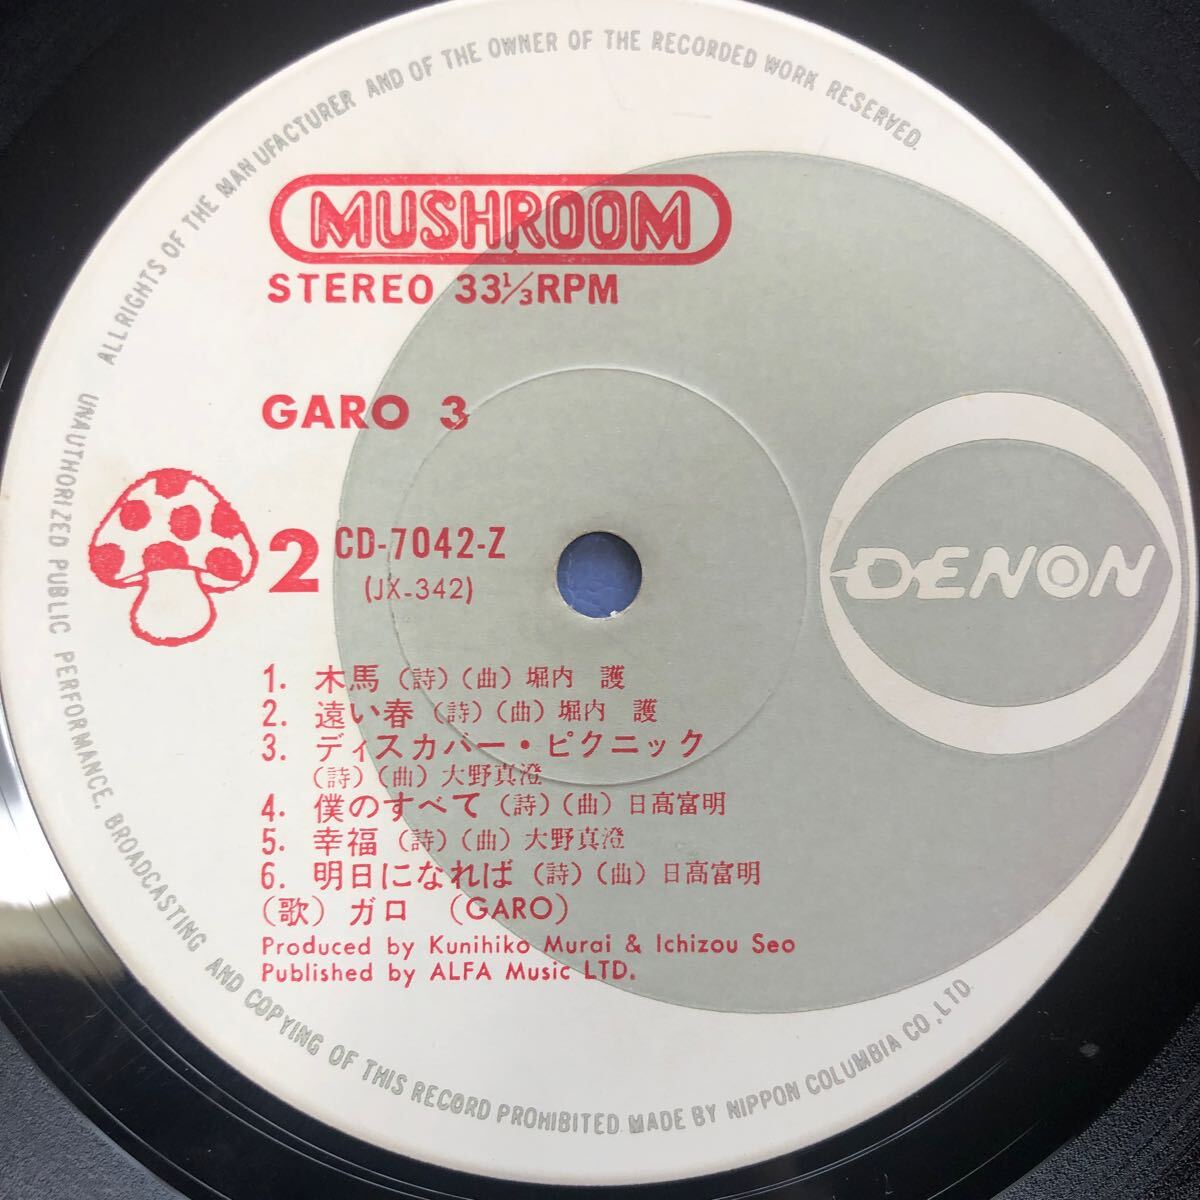 ALL RIGHTS OF THE MANUFACTURER AND OF THE OWNER OF THE RECORDED WORK RESERVED.
MUSHROOM
STEREO 33⅓RPM
GARO 3
2
CD-7042-Z
(JX-342)
DENON
1. 木馬(詩)(曲)堀内 護
2. 遠い春(詩)(曲)堀内 護
3. ディスカバー・ピクニック
(詩)(曲)大野真澄
4. 僕のすべて(詩)(曲)日高富明
5. 幸福(詩)(曲)大野真澄
6. 明日になれば(詩)(曲)日高富明
(歌)ガロ (GARO)
Produced by Kunihiko Murai & Ichizou Seo
Published by ALFA Music LTD.
UNAUTHORIZED PUBLIC PERFORMANCE, BROADCASTING AND COPYING OF THIS RECORD PROHIBITED MADE BY NIPPON COLUMBIA CO., LTD.